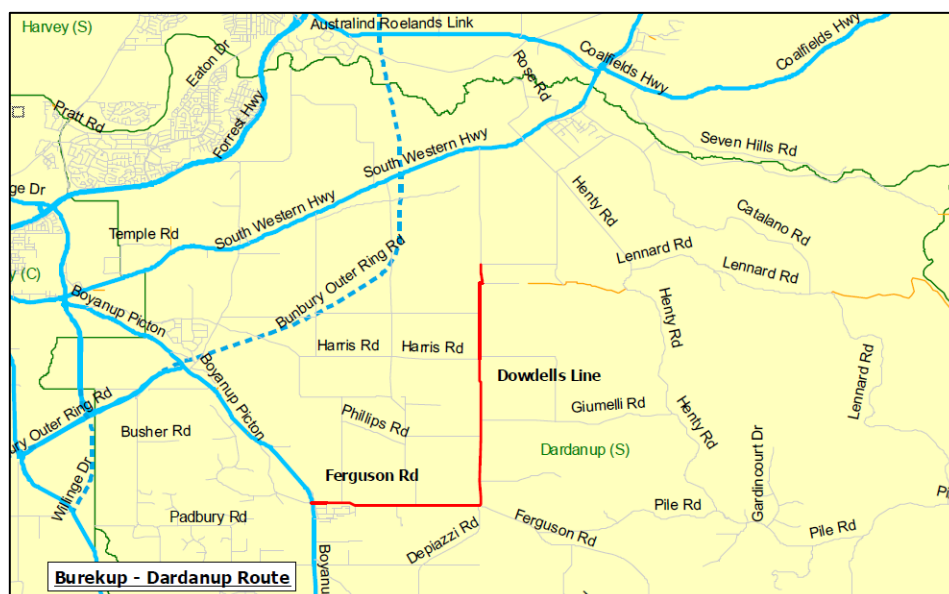 Harvey (S)
Australind Roelands Link
Eaton Dr
Coalfields Hwy
Coalfields Hwy
Rose Rd
Pratt Rd
Forrest Hwy
South Western Hwy
Seven Hills Rd
ge Dr
Henty Rd
Catalano Rd
Temple Rd
South Western Hwy
Lennard Rd
Lennard Rd
y (C)
Bunbury Outer Ring Rd
Boyanup Picton
Henty Rd
Harris Rd
Harris Rd
Boyanup Picton
Dowdells Line
Lennard Rd
Giumelli Rd
Phillips Rd
Henty Rd
ury Outer Ring Rd
Busher Rd
Dardanup (S)
Gardincourt Dr
Ferguson Rd
Willinge Dr
Pile Rd
Pi
Padbury Rd
Depiazzi Rd
Ferguson Rd
Pile Rd
Boyanu
Burekup - Dardanup Route